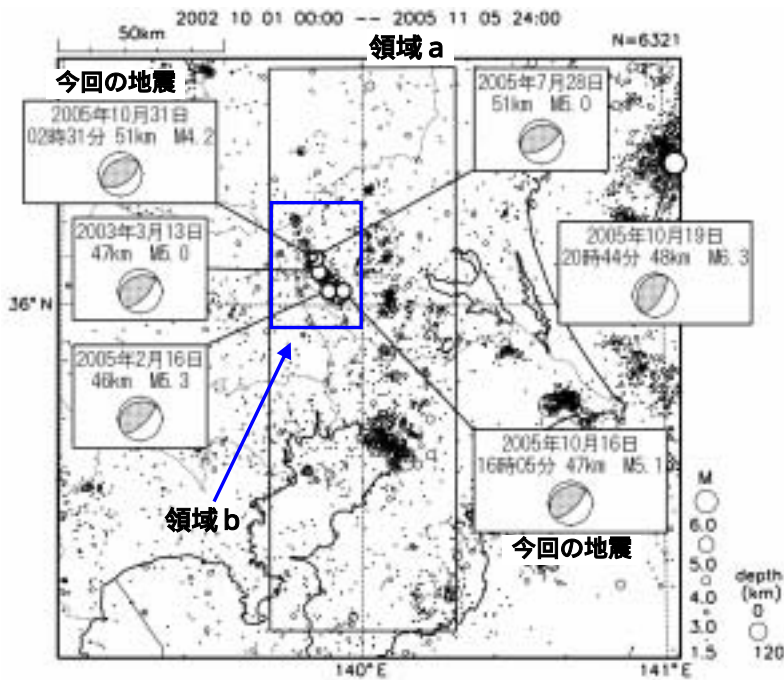 2002 10 01 00:00 -- 2005 11 05 24:00
50km
領域a
N=6321
今回の地震
2005年10月31日
02時31分 51km M4.2
2005年7月28日
51km M5.0
2003年3月13日
47km M5.0
2005年10月19日
20時44分 48km M6.3
36°N
2005年2月16日
46km M5.3
2005年10月16日
16時05分 47km M5.1
今回の地震
領域b
M
6.0
5.0
4.0
3.0
1.5
depth
(km)
0
120
140°E
141°E